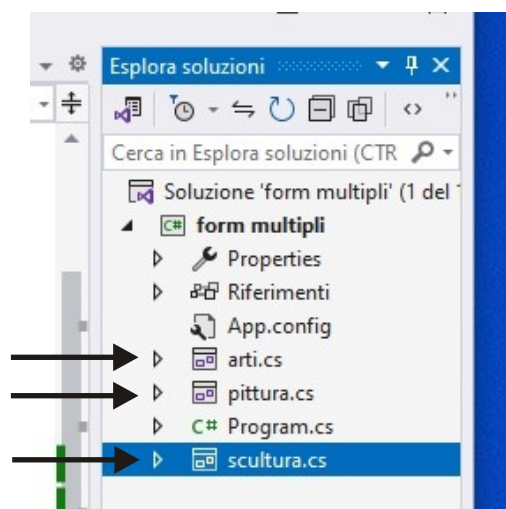 Esplora soluzioni
Cerca in Esplora soluzioni (CTR
Soluzione 'form multipli' (1 del
C# form multipli
Properties
Riferimenti
App.config
arti.cs
pittura.cs
C# Program.cs
scultura.cs